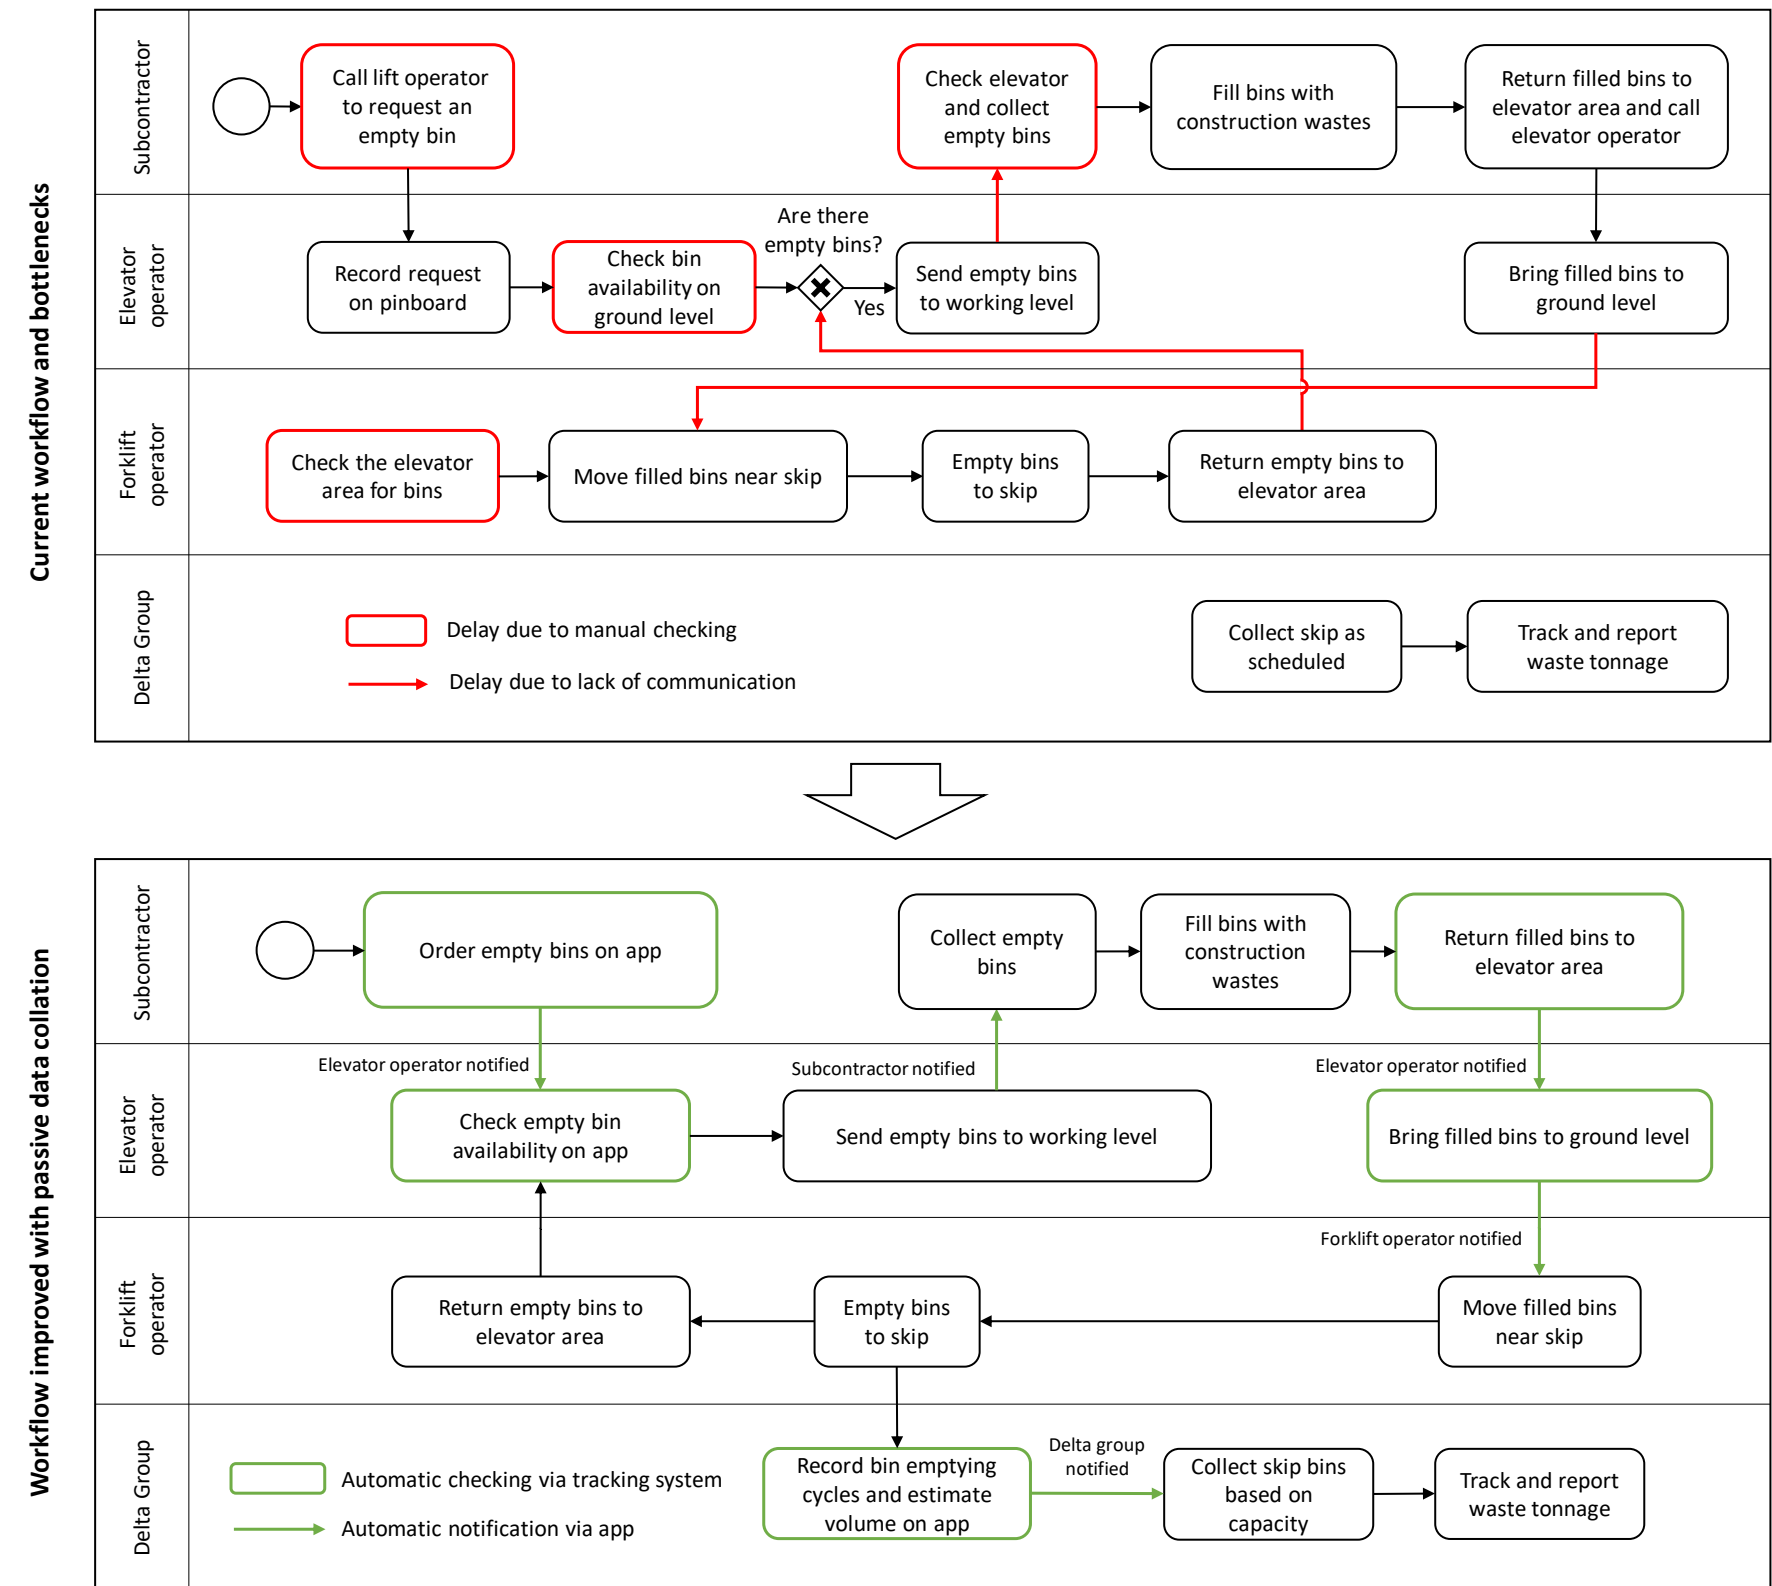 Current workflow and bottlenecks
Subcontractor
Call lift operator
to request an
empty bin
Check elevator
and collect
empty bins
Fill bins with
construction wastes
Return filled bins to
elevator area and call
elevator operator
Elevator
operator
Record request
on pinboard
Check bin
availability on
ground level
Are there
empty bins?
Yes
Send empty bins
to working level
Bring filled bins to
ground level
Forklift
operator
Check the elevator
area for bins
Move filled bins near skip
Empty bins
to skip
Return empty bins to
elevator area
Delta Group
Delay due to manual checking
Delay due to lack of communication
Collect skip as
scheduled
Track and report
waste tonnage
Workflow improved with passive data collation
Subcontractor
Order empty bins on app
Collect empty
bins
Fill bins with
construction
wastes
Return filled bins to
elevator area
Elevator
operator
Elevator operator notified
Subcontractor notified
Elevator operator notified
Check empty bin
availability on app
Send empty bins to working level
Bring filled bins to ground level
Forklift
operator
Forklift operator notified
Return empty bins to
elevator area
Empty bins
to skip
Move filled bins
near skip
Delta Group
Automatic checking via tracking system
Automatic notification via app
Record bin emptying
cycles and estimate
volume on app
Delta group
notified
Collect skip bins
based on
capacity
Track and report
waste tonnage